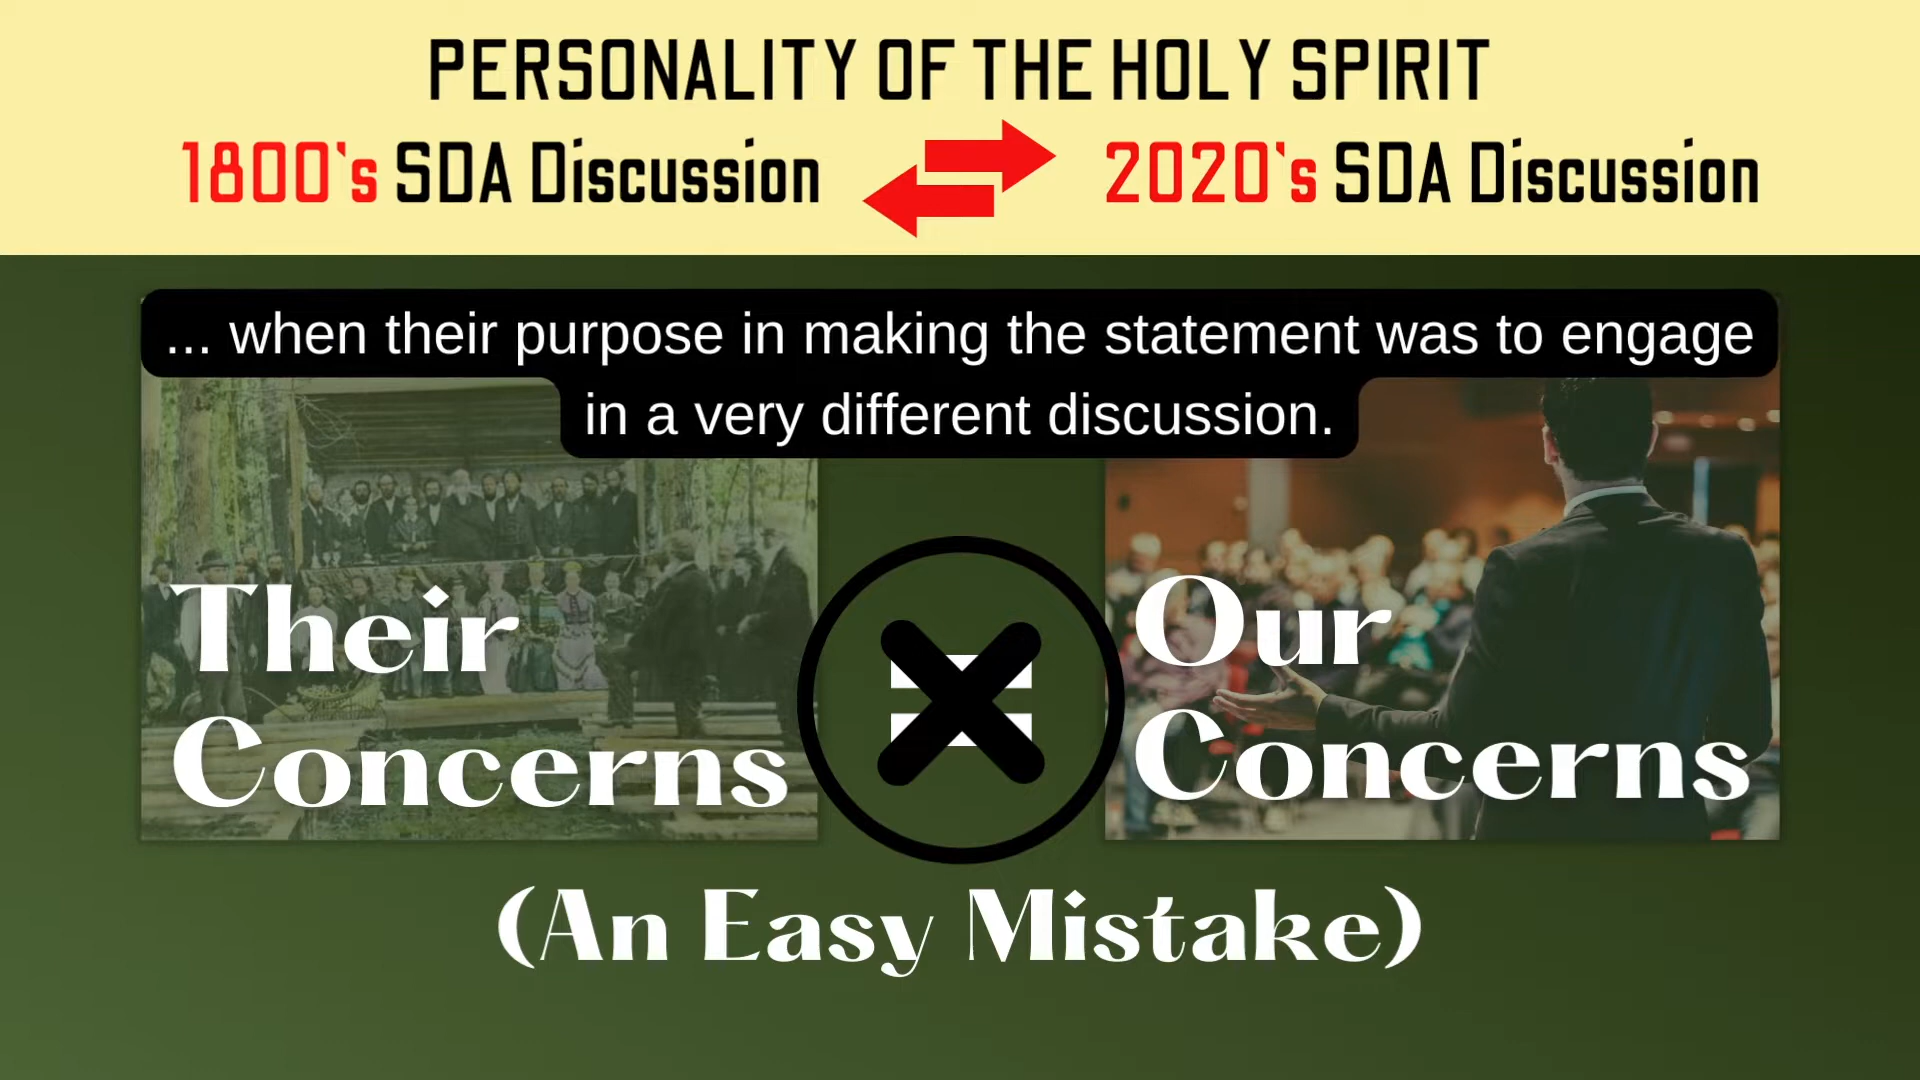 PERSONALITY OF THE HOLY SPIRIT
1800's SDA Discussion
2020's SDA Discussion
... when their purpose in making the statement was to engage
in a very different discussion.
Their
Concerns
=
Our
Concerns
(An Easy Mistake)